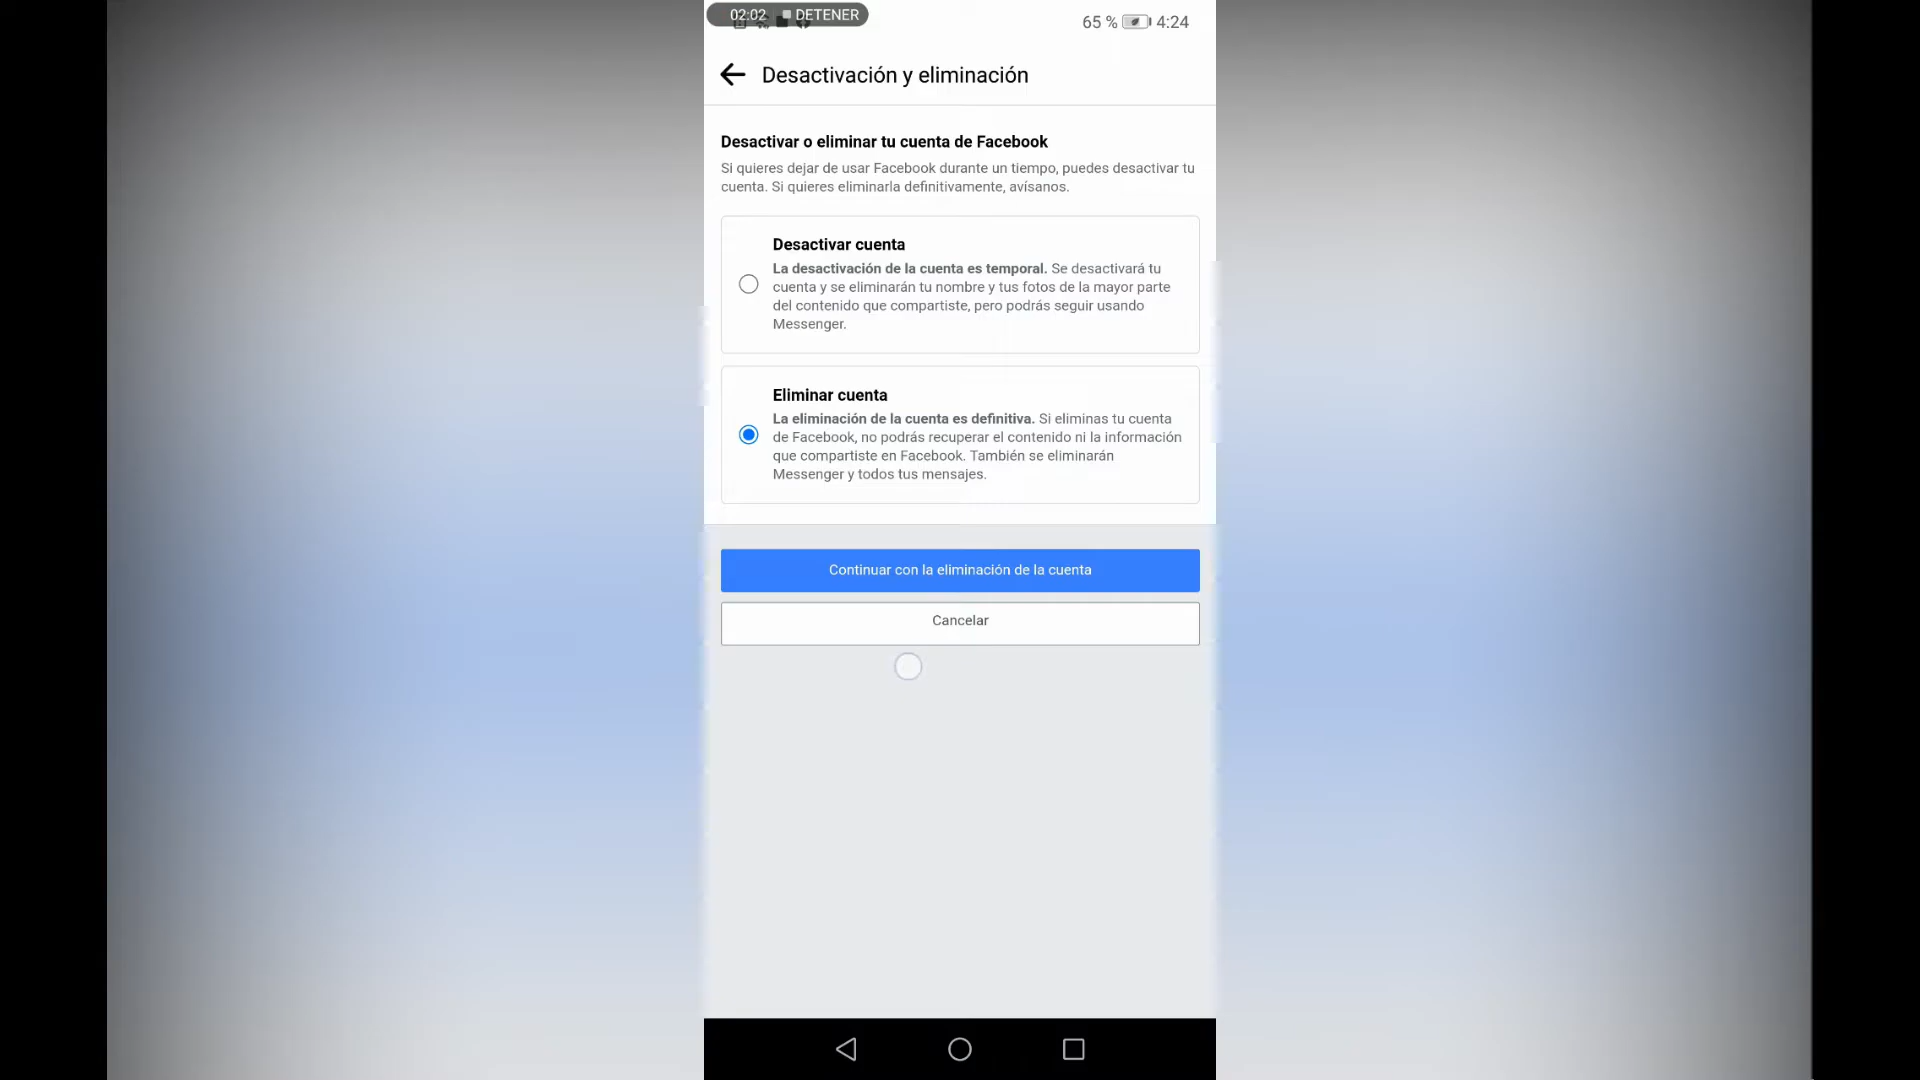 02:02 DETENER
65 % 4:24
Desactivación y eliminación
Desactivar o eliminar tu cuenta de Facebook
Si quieres dejar de usar Facebook durante un tiempo, puedes desactivar tu
cuenta. Si quieres eliminarla definitivamente, avísanos.
Desactivar cuenta
La desactivación de la cuenta es temporal. Se desactivará tu
cuenta y se eliminarán tu nombre y tus fotos de la mayor parte
del contenido que compartiste, pero podrás seguir usando
Messenger.
Eliminar cuenta
La eliminación de la cuenta es definitiva. Si eliminas tu cuenta
de Facebook, no podrás recuperar el contenido ni la información
que compartiste en Facebook. También se eliminarán
Messenger y todos tus mensajes.
Continuar con la eliminación de la cuenta
Cancelar